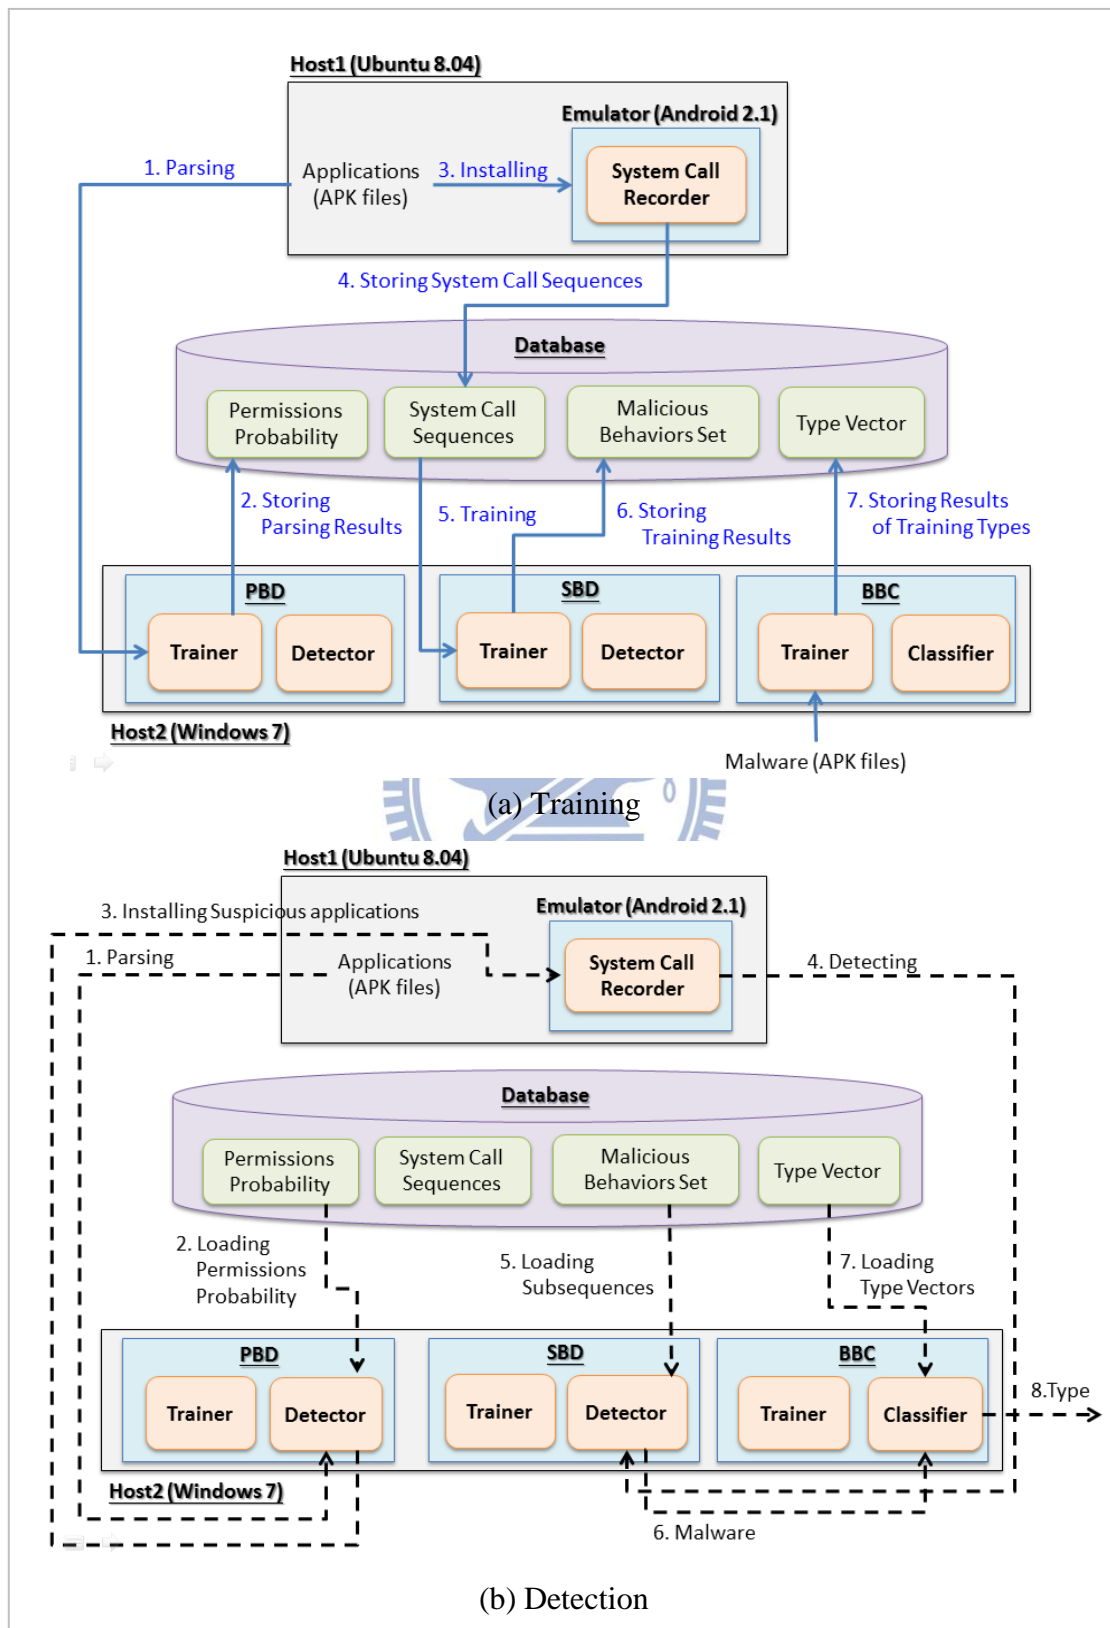 Host1 (Ubuntu 8.04)
Emulator (Android 2.1)
1. Parsing
Applications
(APK files)
3. Installing
System Call
Recorder
4. Storing System Call Sequences
Database
Permissions
Probability
System Call
Sequences
Malicious
Behaviors Set
Type Vector
2. Storing
Parsing Results
5. Training
6. Storing
Training Results
7. Storing Results
of Training Types
PBD
Trainer
Detector
SBD
Trainer
Detector
BBC
Trainer
Classifier
Host2 (Windows 7)
Malware (APK files)
(a) Training
Host1 (Ubuntu 8.04)
3. Installing Suspicious applications
Emulator (Android 2.1)
1. Parsing
Applications
(APK files)
System Call
Recorder
4. Detecting
Database
Permissions
Probability
System Call
Sequences
Malicious
Behaviors Set
Type Vector
2. Loading
Permissions
Probability
5. Loading
Subsequences
7. Loading
Type Vectors
PBD
Trainer
Detector
SBD
Trainer
Detector
BBC
Trainer
Classifier
8.Type
Host2 (Windows 7)
6. Malware
(b) Detection